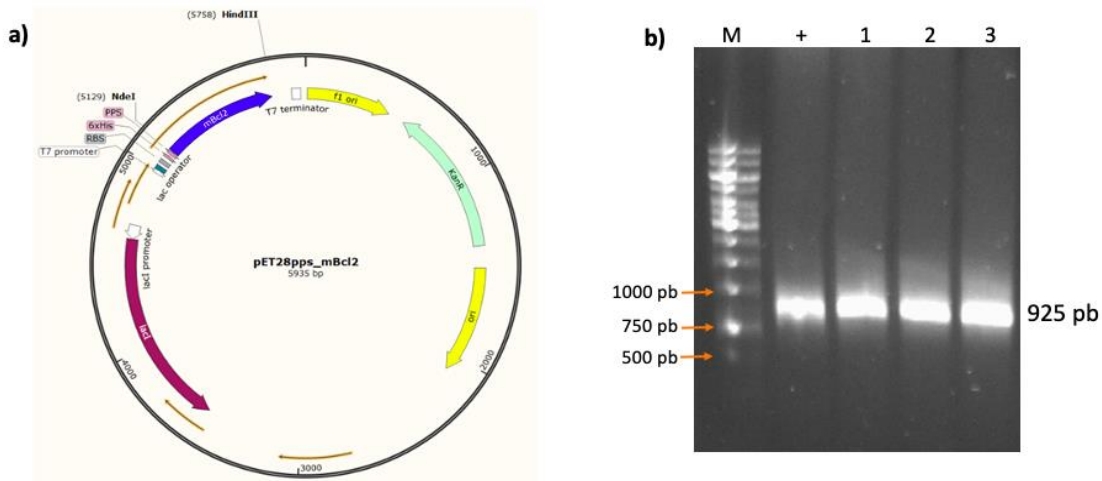 a)
(5758) HindIII
(5129) NdeI
PPS
6xHis
RBS
T7 promoter
lac operator
mBcl2
T7 terminator
f1 ori
KanR
ori
lacI promoter
lacI
1000
2000
3000
4000
5000
pET28pps_mBcl2
5935 bp
b)
M + 1 2 3
1000 pb
750 pb
500 pb
925 pb